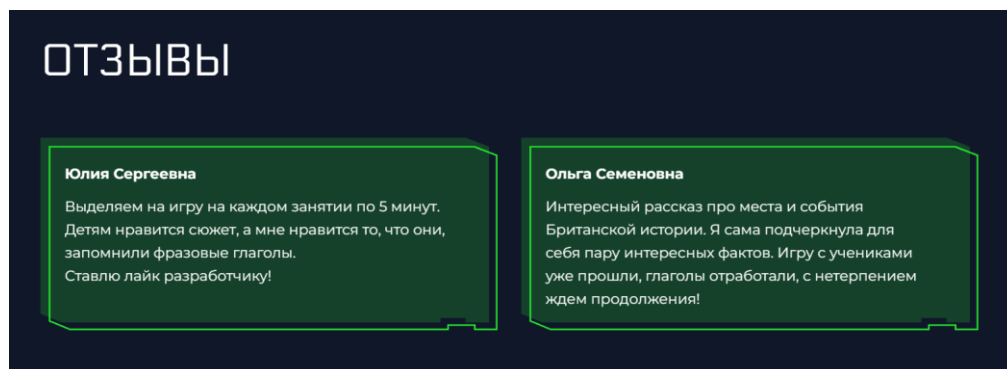 ОТЗЫВЫ
Юлия Сергеевна
Выделяем на игру на каждом занятии по 5 минут.
Детям нравится сюжет, а мне нравится то, что они,
запомнили фразовые глаголы.
Ставлю лайк разработчику!
Ольга Семеновна
Интересный рассказ про места и события
Британской истории. Я сама подчеркнула для
себя пару интересных фактов. Игру с учениками
уже прошли, глаголы отработали, с нетерпением
ждем продолжения!